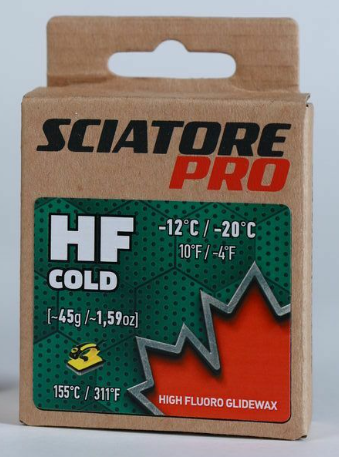 SCIATORE
PRO
HF
COLD
-12°C / -20°C
10°F / -4°F
[~45g /~1,59oz]
155°C / 311°F
HIGH FLUORO GLIDEWAX